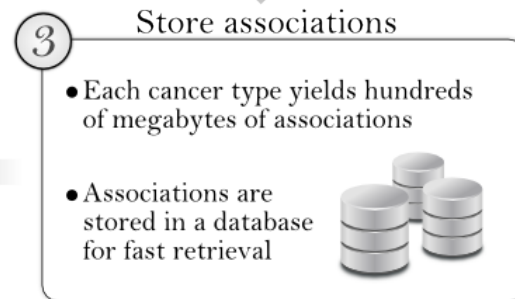 3
Store associations
● Each cancer type yields hundreds
of megabytes of associations
● Associations are
stored in a database
for fast retrieval